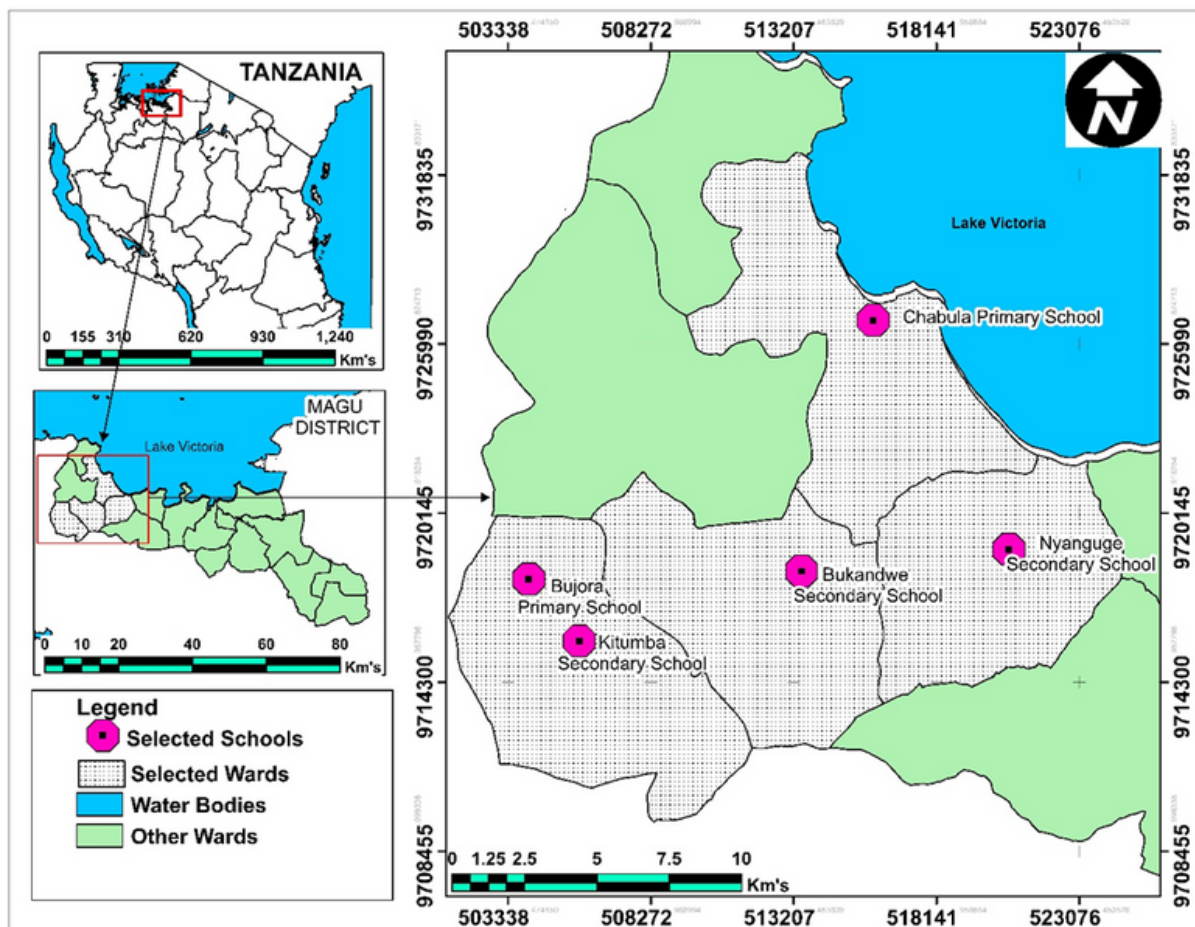 TANZANIA
0 155 310 620 930 1,240
Km's
MAGU
DISTRICT
Lake Victoria
0 10 20 40 60 80
Km's
Legend
Selected Schools
Selected Wards
Water Bodies
Other Wards
503338 508272 513207 518141 523076
N
9731835
9725990
9720145
9714300
9708455
Lake Victoria
Chabula Primary School
Nyanguge
Secondary School
Bukandwe
Secondary School
Bujora
Primary School
Kitumba
Secondary School
0 1.25 2.5 5 7.5 10
Km's
9731835
9725990
9720145
9714300
9708455
503338 508272 513207 518141 523076